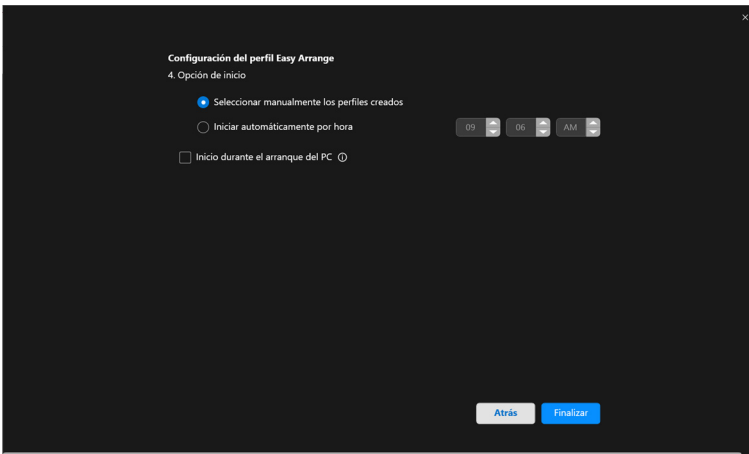 Configuración del perfil Easy Arrange
4. Opción de inicio
Seleccionar manualmente los perfiles creados
Iniciar automáticamente por hora 09 06 AM
Inicio durante el arranque del PC
Atrás Finalizar